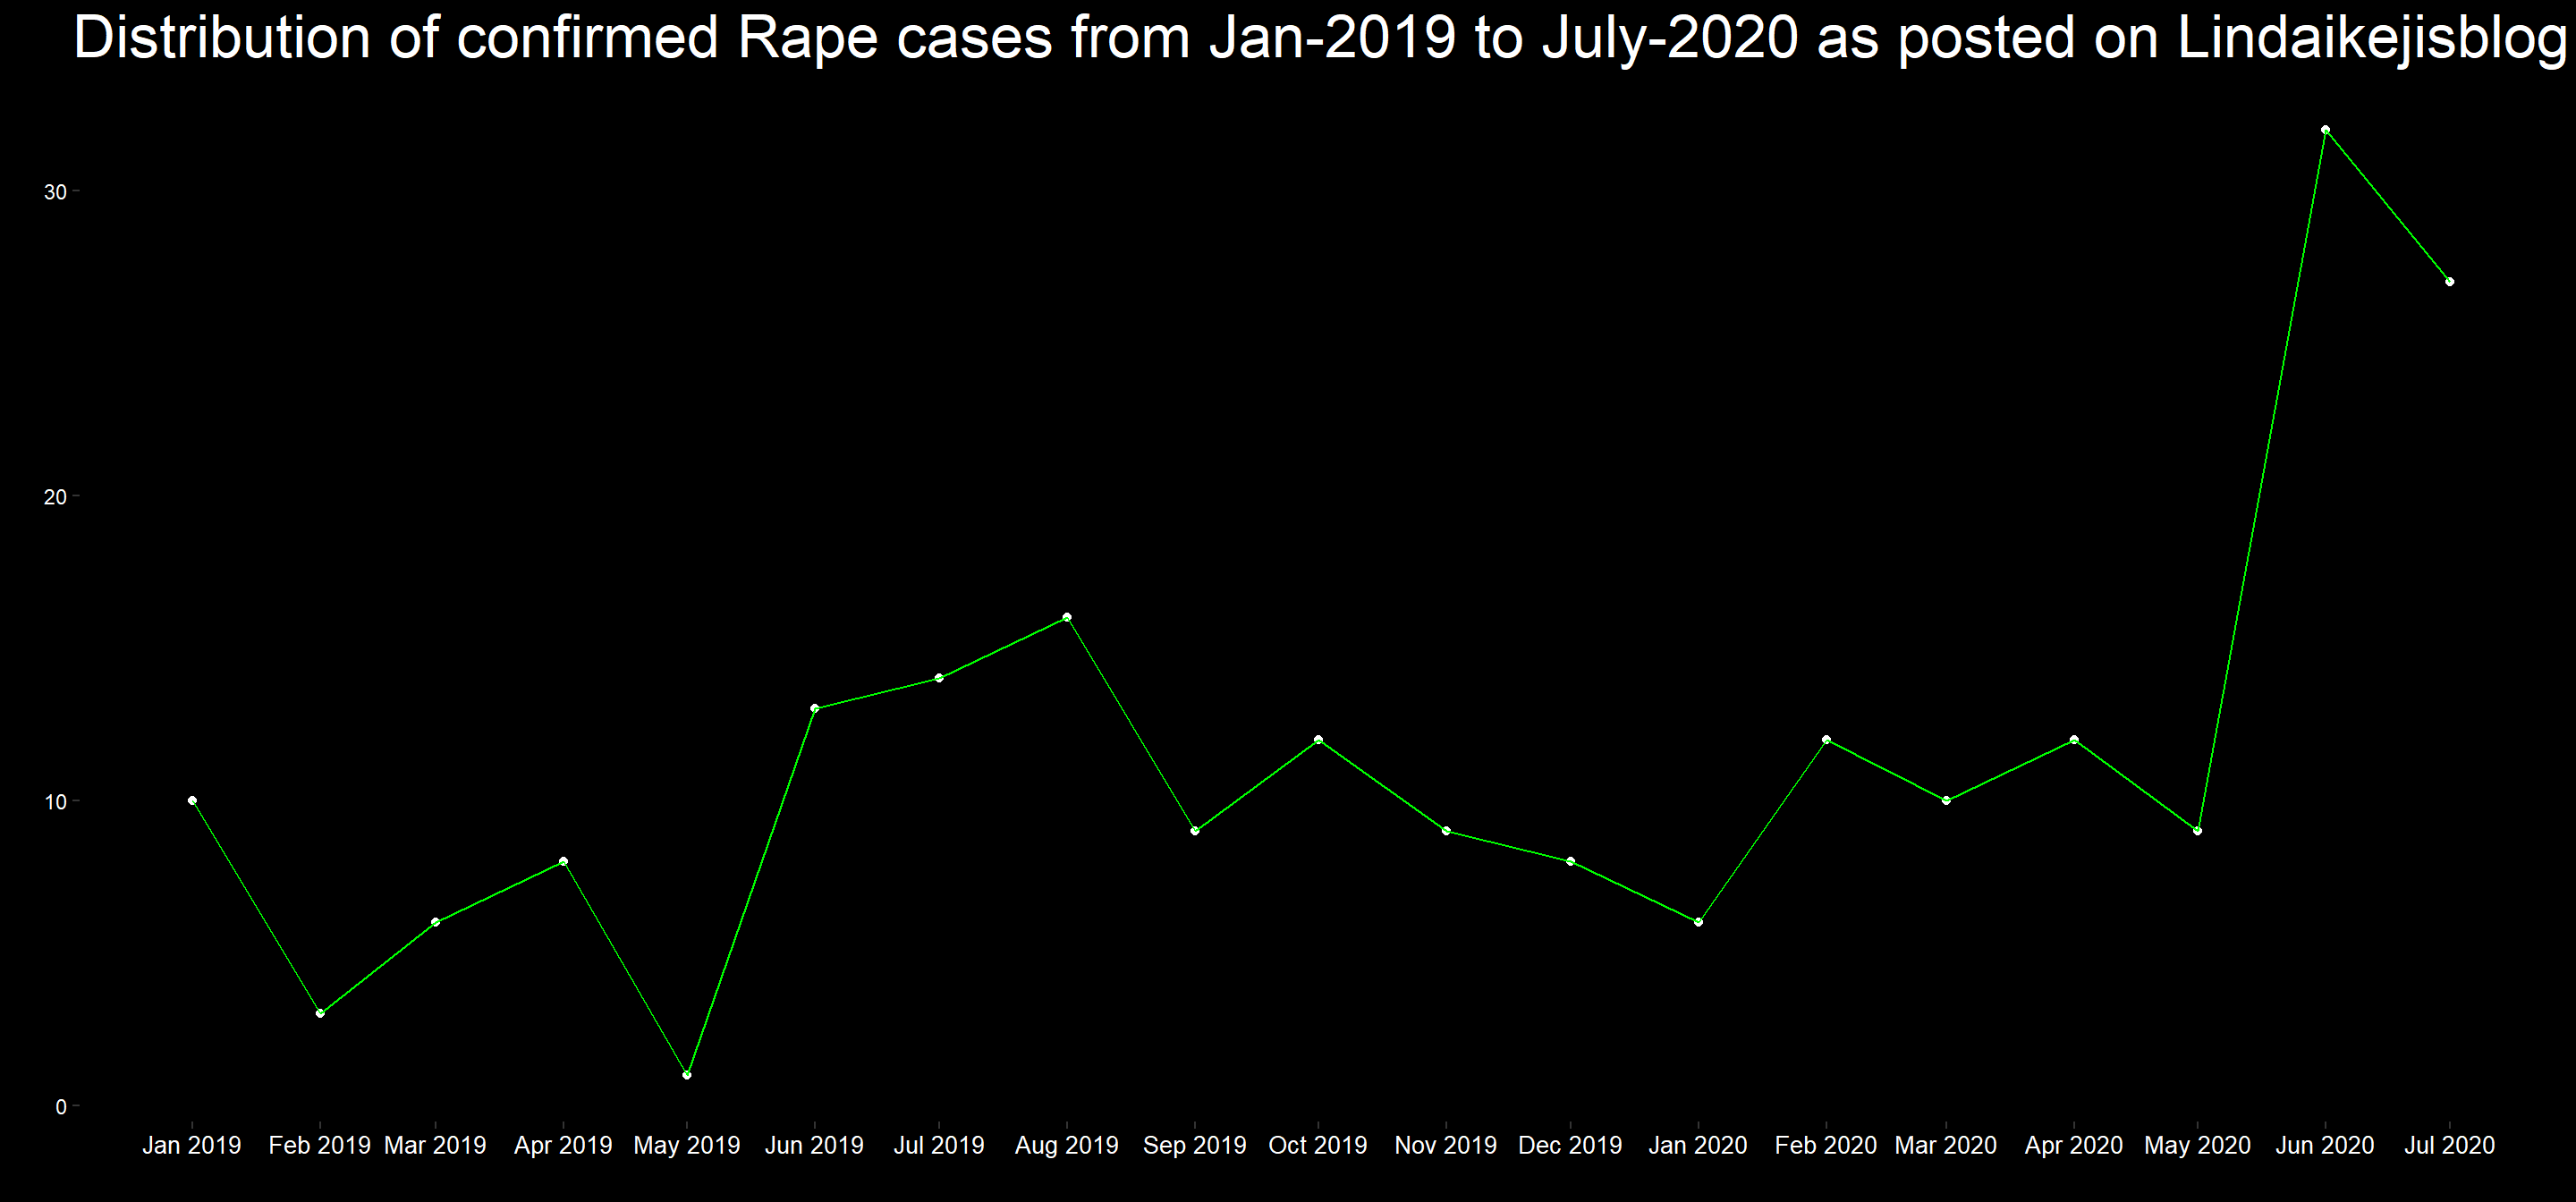 Distribution of confirmed Rape cases from Jan-2019 to July-2020 as posted on Lindaikejisblog
30
20
10
0
Jan 2019 Feb 2019 Mar 2019 Apr 2019 May 2019 Jun 2019 Jul 2019 Aug 2019 Sep 2019 Oct 2019 Nov 2019 Dec 2019 Jan 2020 Feb 2020 Mar 2020 Apr 2020 May 2020 Jun 2020 Jul 2020